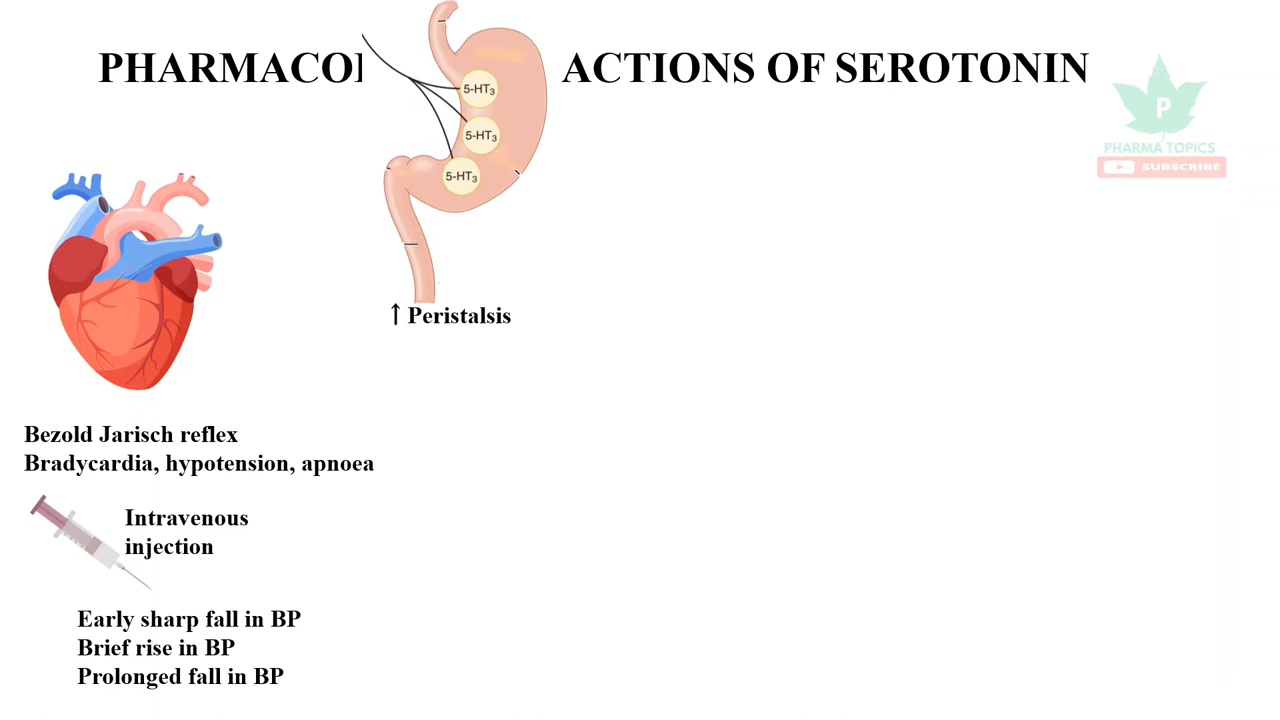 PHARMACOL ACTIONS OF SEROTONIN
5-HT₃
5-HT₃
5-HT₃
P
PHARMA TOPICS
SUBSCRIBE
↑ Peristalsis
Bezold Jarisch reflex
Bradycardia, hypotension, apnoea
Intravenous
injection
Early sharp fall in BP
Brief rise in BP
Prolonged fall in BP